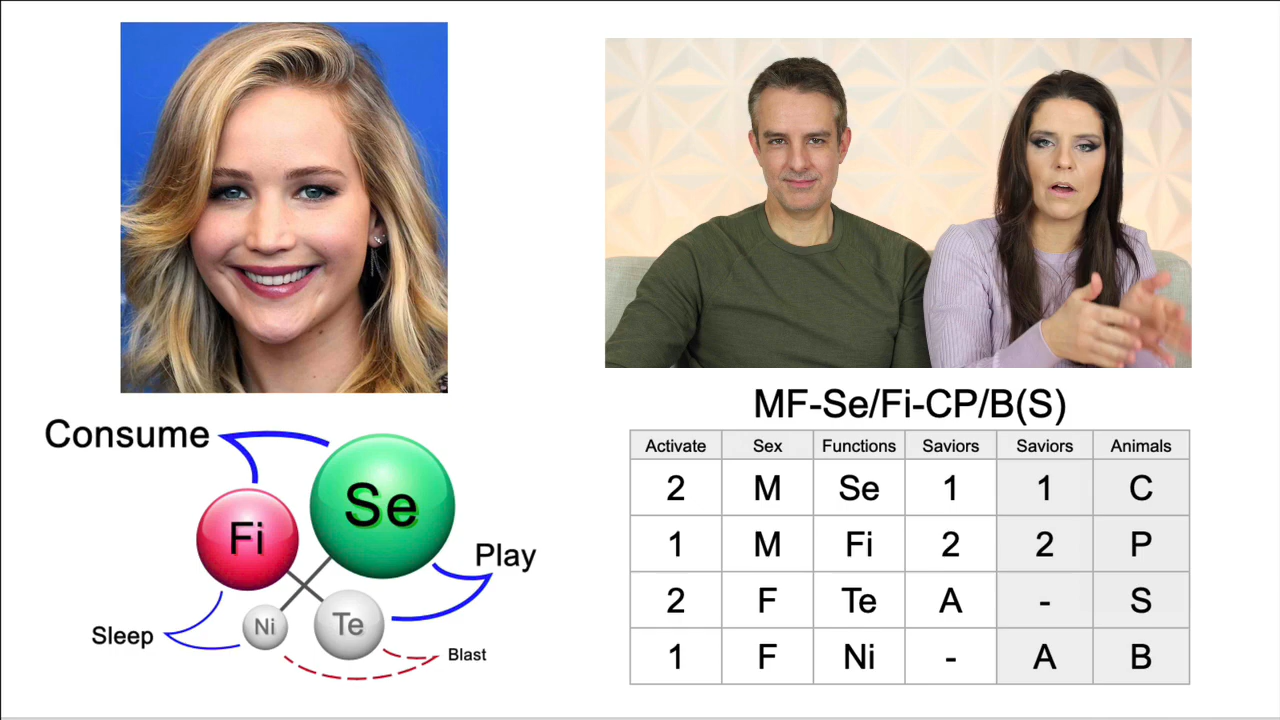 Consume
Se
Fi
Play
Ni
Te
Sleep
Blast
MF-Se/Fi-CP/B(S)
Activate Sex Functions Saviors Saviors Animals
2 M Se 1 1 C
1 M Fi 2 2 P
2 F Te A - S
1 F Ni - A B